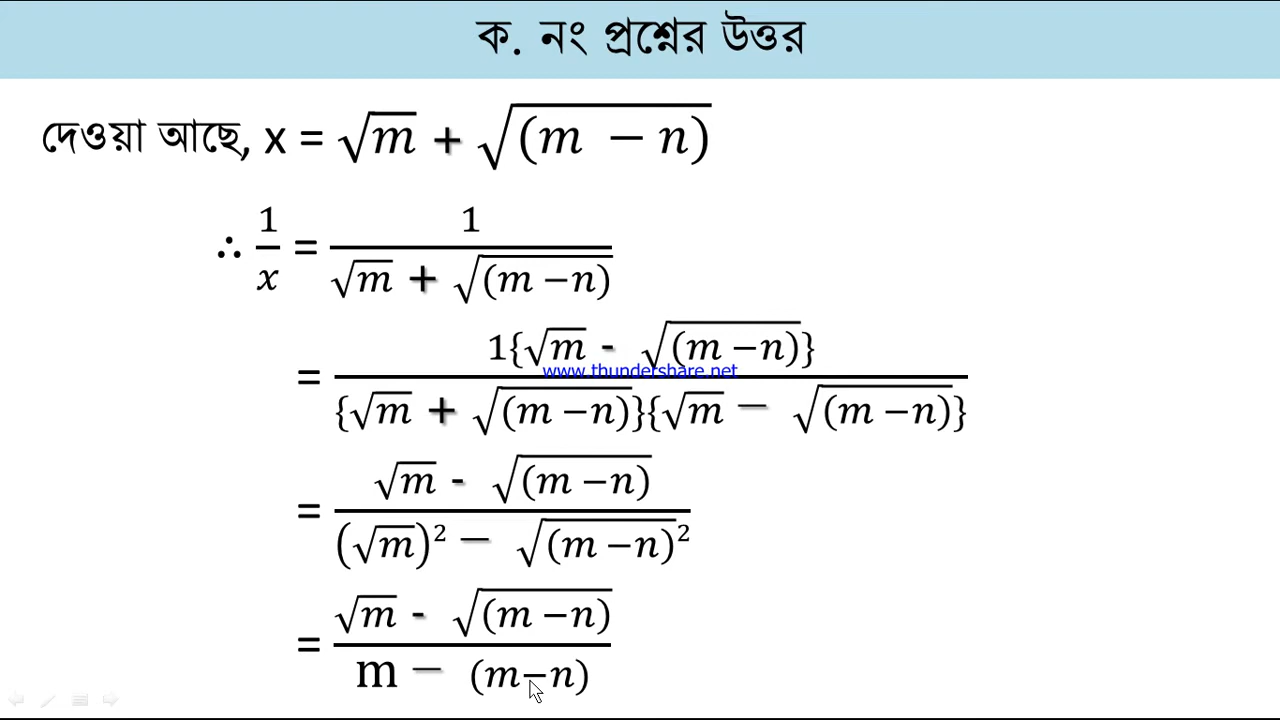 ক. নং প্রশ্নের উত্তর
দেওয়া আছে, x = √m + √(m − n)
∴ 1/x = 1/(√m + √(m −n))
= 1{√m - √(m −n)}/({√m + √(m −n)}{√m − √(m −n)})
www.thundershare.net
= (√m - √(m −n))/((√m)² − √(m −n)²)
= (√m - √(m −n))/(m − (m−n))